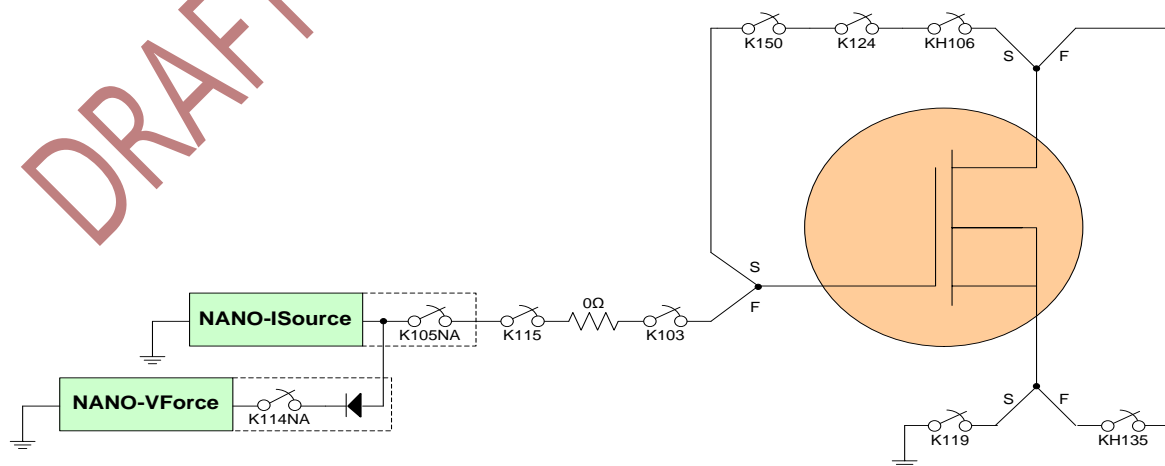 DRAFT
K150
K124
KH106
S
F
S
F
0Ω
NANO-ISource
K105NA
K115
K103
NANO-VForce
K114NA
S
F
K119
KH135